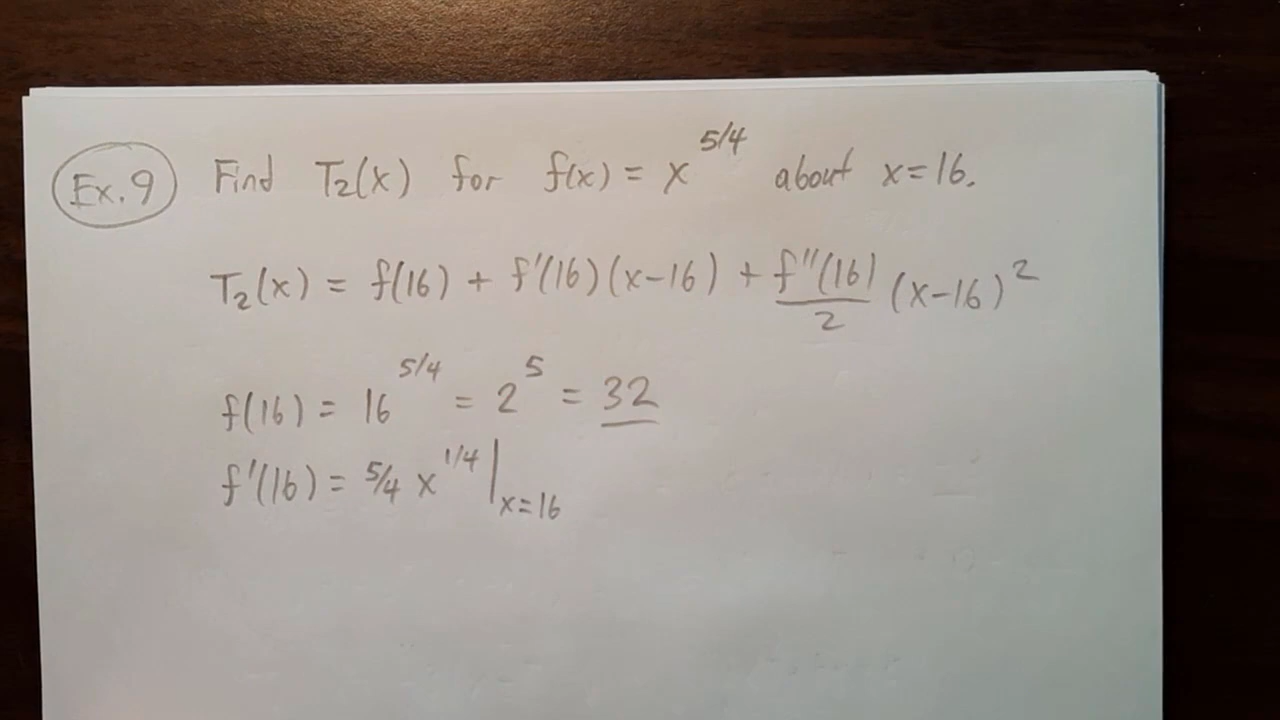 Ex. 9 Find T₂(x) for f(x) = x^5/4 about x=16.
T₂(x) = f(16) + f'(16)(x-16) + f''(16)/2 (x-16)²
f(16) = 16^5/4 = 2^5 = 32
f'(16) = 5/4 x^1/4 |x=16